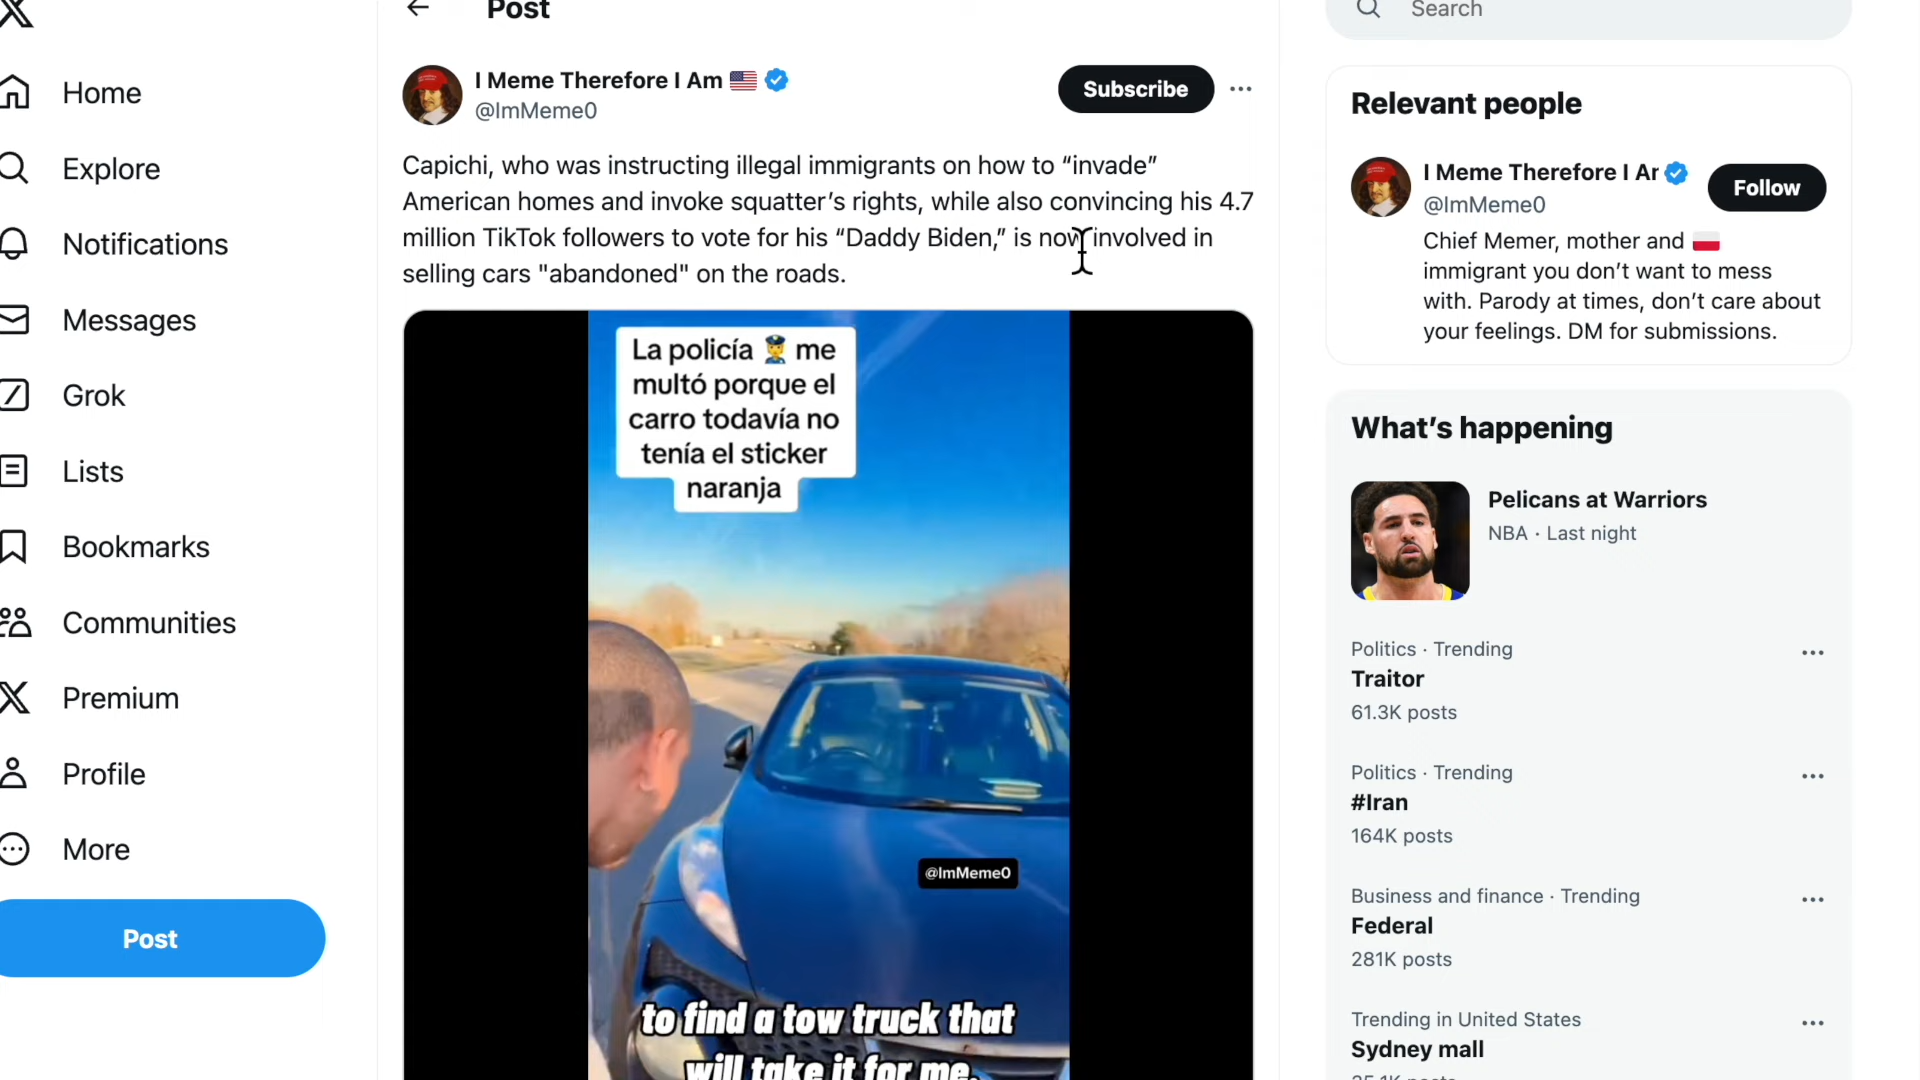 Post
Search
I Meme Therefore I Am 🇺🇸
@ImMeme0
Subscribe
Capichi, who was instructing illegal immigrants on how to “invade”
American homes and invoke squatter’s rights, while also convincing his 4.7
million TikTok followers to vote for his “Daddy Biden,” is now involved in
selling cars "abandoned" on the roads.
La policía 👮 me
multó porque el
carro todavía no
tenía el sticker
naranja
@ImMeme0
to find a tow truck that
will take it for me.
Home
Explore
Notifications
Messages
Grok
Lists
Bookmarks
Communities
Premium
Profile
More
Post
Relevant people
I Meme Therefore I Ar
@ImMeme0
Follow
Chief Memer, mother and 🇵🇱
immigrant you don’t want to mess
with. Parody at times, don’t care about
your feelings. DM for submissions.
What’s happening
Pelicans at Warriors
NBA · Last night
Politics · Trending
Traitor
61.3K posts
Politics · Trending
#Iran
164K posts
Business and finance · Trending
Federal
281K posts
Trending in United States
Sydney mall